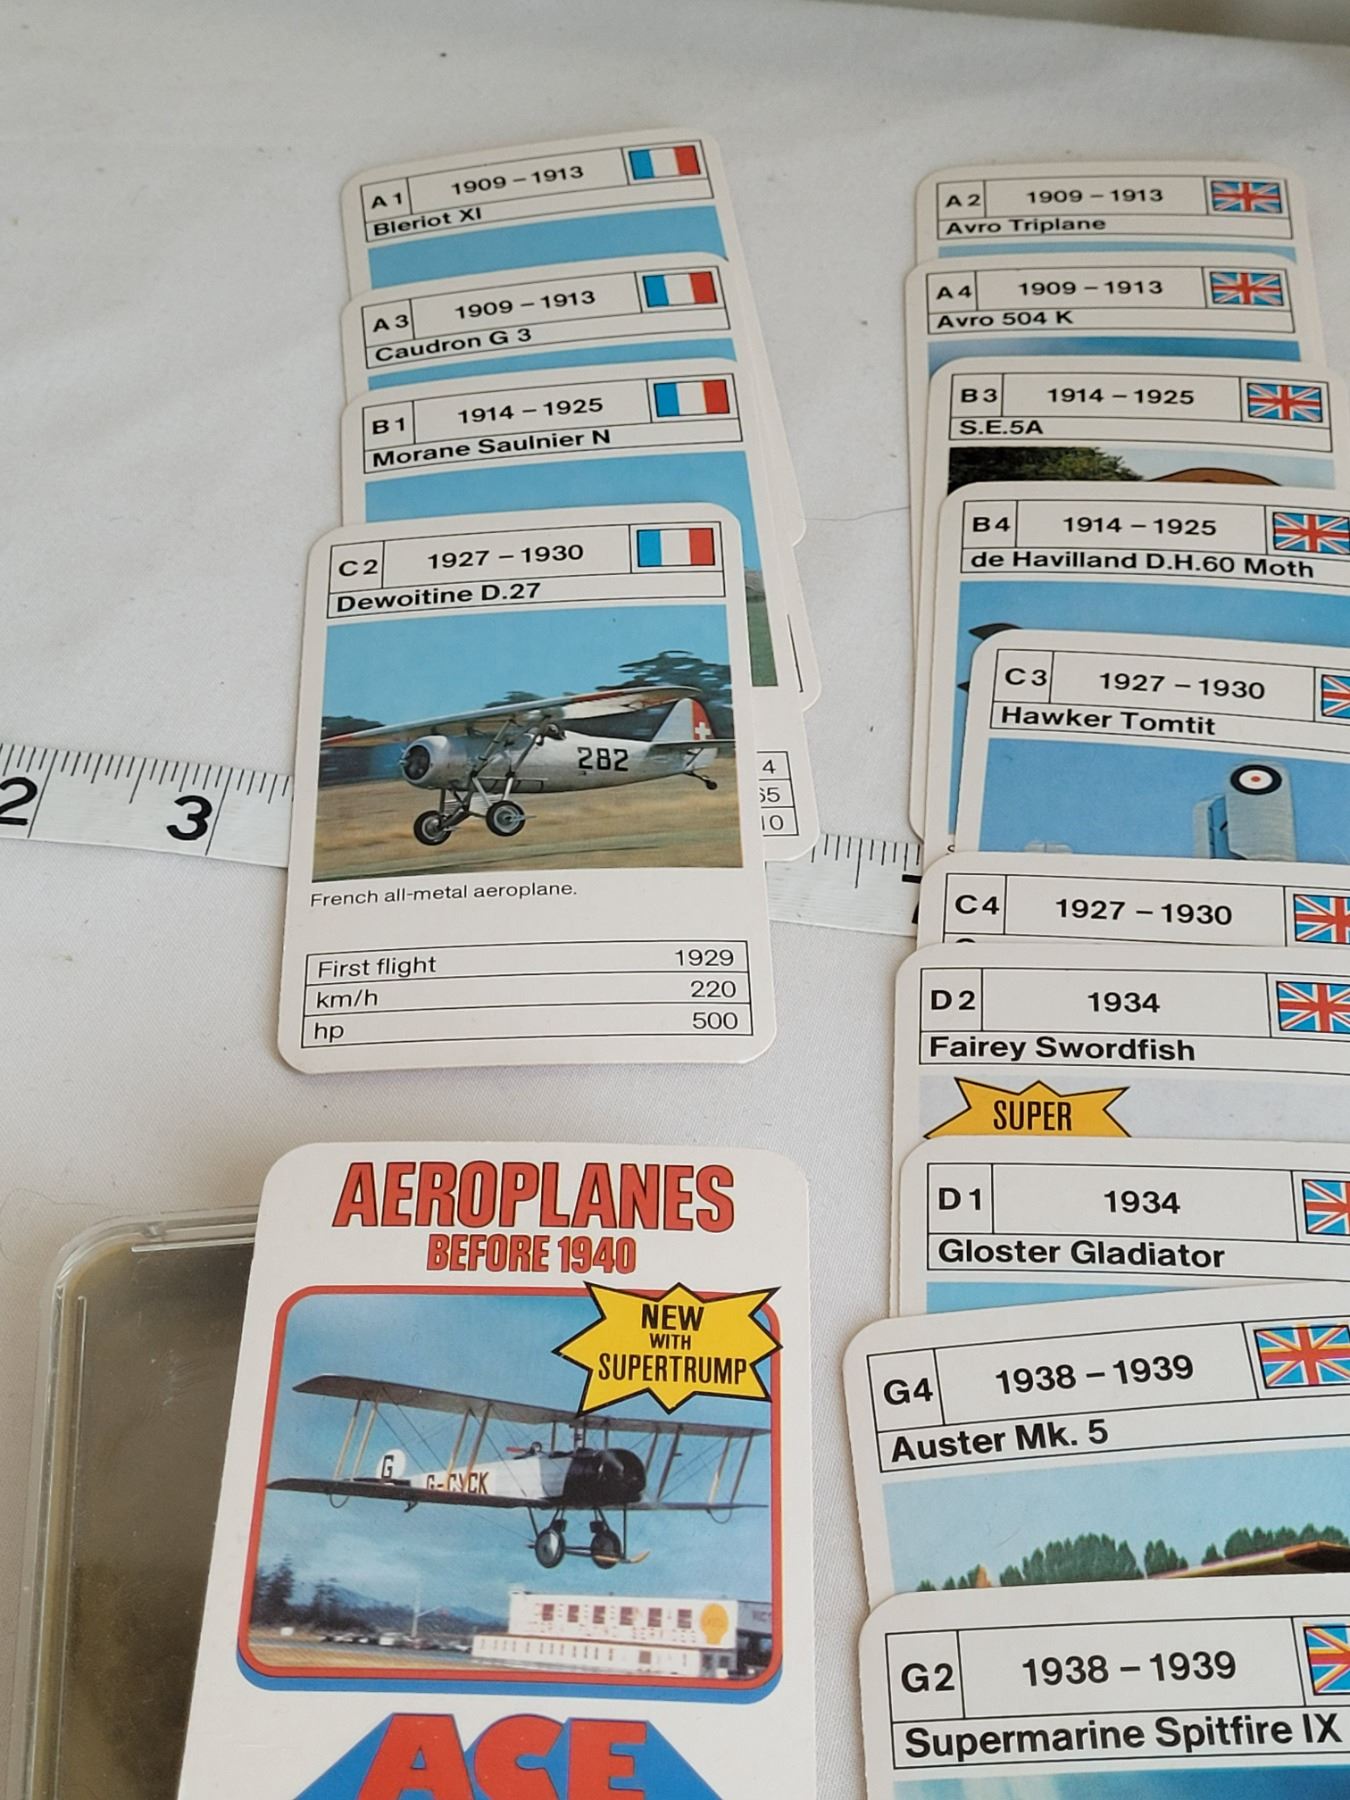 A 1
1909 – 1913
Bleriot XI
A 3
1909 – 1913
Caudron G 3
B 1
1914 – 1925
Morane Saulnier N
C 2
1927 – 1930
Dewoitine D.27
282
French all-metal aeroplane.
First flight 1929
km/h 220
hp 500
4
10
2
3
A 2
1909 – 1913
Avro Triplane
A 4
1909 – 1913
Avro 504 K
B 3
1914 – 1925
S.E.5A
B 4
1914 – 1925
de Havilland D.H.60 Moth
C 3
1927 – 1930
Hawker Tomtit
C 4
1927 – 1930
D 2
1934
Fairey Swordfish
SUPER
D 1
1934
Gloster Gladiator
G4
1938 – 1939
Auster Mk. 5
G2
1938 – 1939
Supermarine Spitfire IX
AEROPLANES
BEFORE 1940
NEW
WITH
SUPERTRUMP
G
G-CYCK
ACE